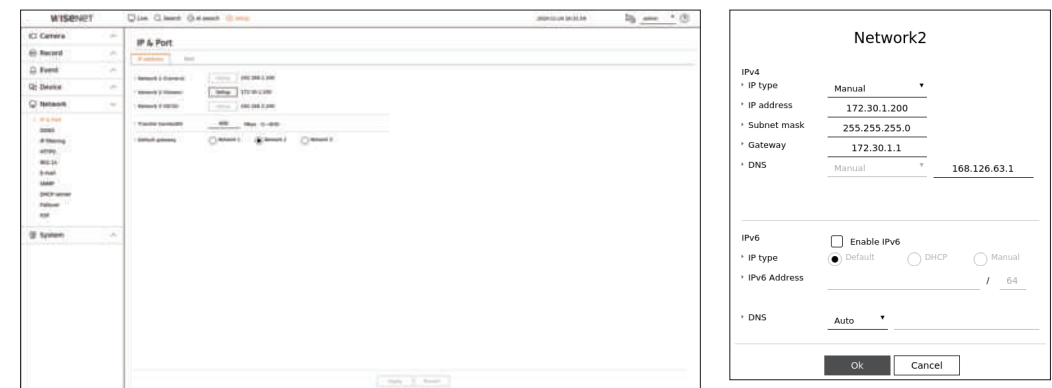 WISENET
Live Search AI search Setup
admin
Camera
Record
Event
Device
Network
IP & Port
DDNS
IP filtering
HTTPS
802.1x
E-mail
SNMP
DHCP server
Failover
P2P
System
IP & Port
IP address Port
Network 1 (Camera) Setup 192.168.1.200
Network 2 (Viewer) Setup 172.30.1.200
Setup 192.168.2.200
Transfer bandwidth 400 Mbps
Default gateway Network 1 Network 2 Network 3
Apply Revert
Network2
IPv4
IP type Manual
IP address 172.30.1.200
Subnet mask 255.255.255.0
Gateway 172.30.1.1
DNS Manual 168.126.63.1
IPv6 Enable IPv6
IP type Default DHCP Manual
IPv6 Address / 64
DNS Auto
Ok Cancel